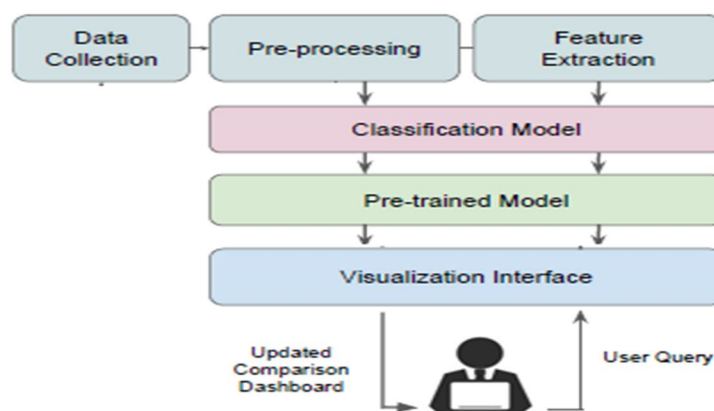 Data
Collection
Pre-processing
Feature
Extraction
Classification Model
Pre-trained Model
Visualization Interface
Updated
Comparison
Dashboard
User Query